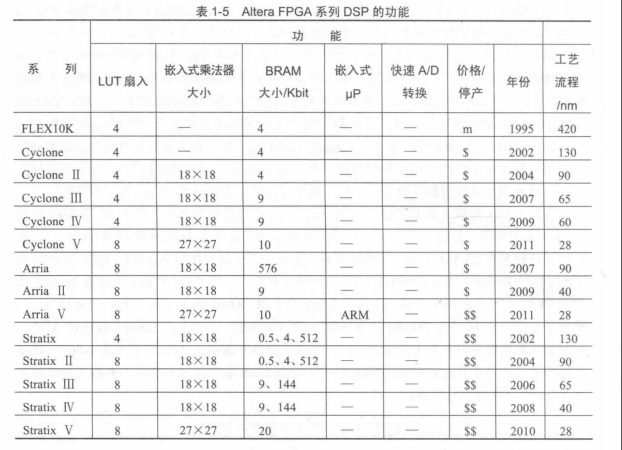 表 1-5 Altera FPGA 系列 DSP 的功能
系 列 功 能 工艺流程/nm
LUT 扇入 嵌入式乘法器大小 BRAM 大小/Kbit 嵌入式 μP 快速 A/D 转换 价格/停产 年份
FLEX10K 4 — 4 — — m 1995 420
Cyclone 4 — 4 — — $ 2002 130
Cyclone Ⅱ 4 18×18 4 — — $ 2004 90
Cyclone Ⅲ 4 18×18 9 — — $ 2007 65
Cyclone Ⅳ 4 18×18 9 — — $ 2009 60
Cyclone Ⅴ 8 27×27 10 — — $ 2011 28
Arria 8 18×18 576 — — $ 2007 90
Arria Ⅱ 8 18×18 9 — — $ 2009 40
Arria Ⅴ 8 27×27 10 ARM — $$ 2011 28
Stratix 4 18×18 0.5、4、512 — — $$ 2002 130
Stratix Ⅱ 8 18×18 0.5、4、512 — — $$ 2004 90
Stratix Ⅲ 8 18×18 9、144 — — $$ 2006 65
Stratix Ⅳ 8 18×18 9、144 — — $$ 2008 40
Stratix Ⅴ 8 27×27 20 — — $$ 2010 28